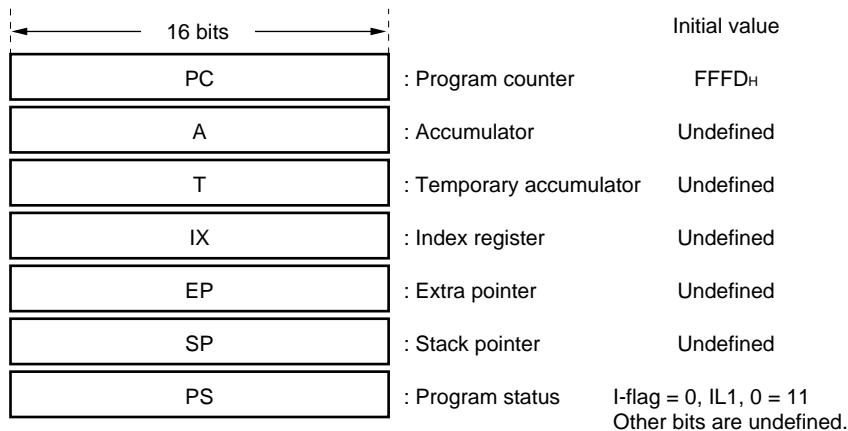 16 bits Initial value
PC : Program counter FFFDH
A : Accumulator Undefined
T : Temporary accumulator Undefined
IX : Index register Undefined
EP : Extra pointer Undefined
SP : Stack pointer Undefined
PS : Program status I-flag = 0, IL1, 0 = 11
Other bits are undefined.